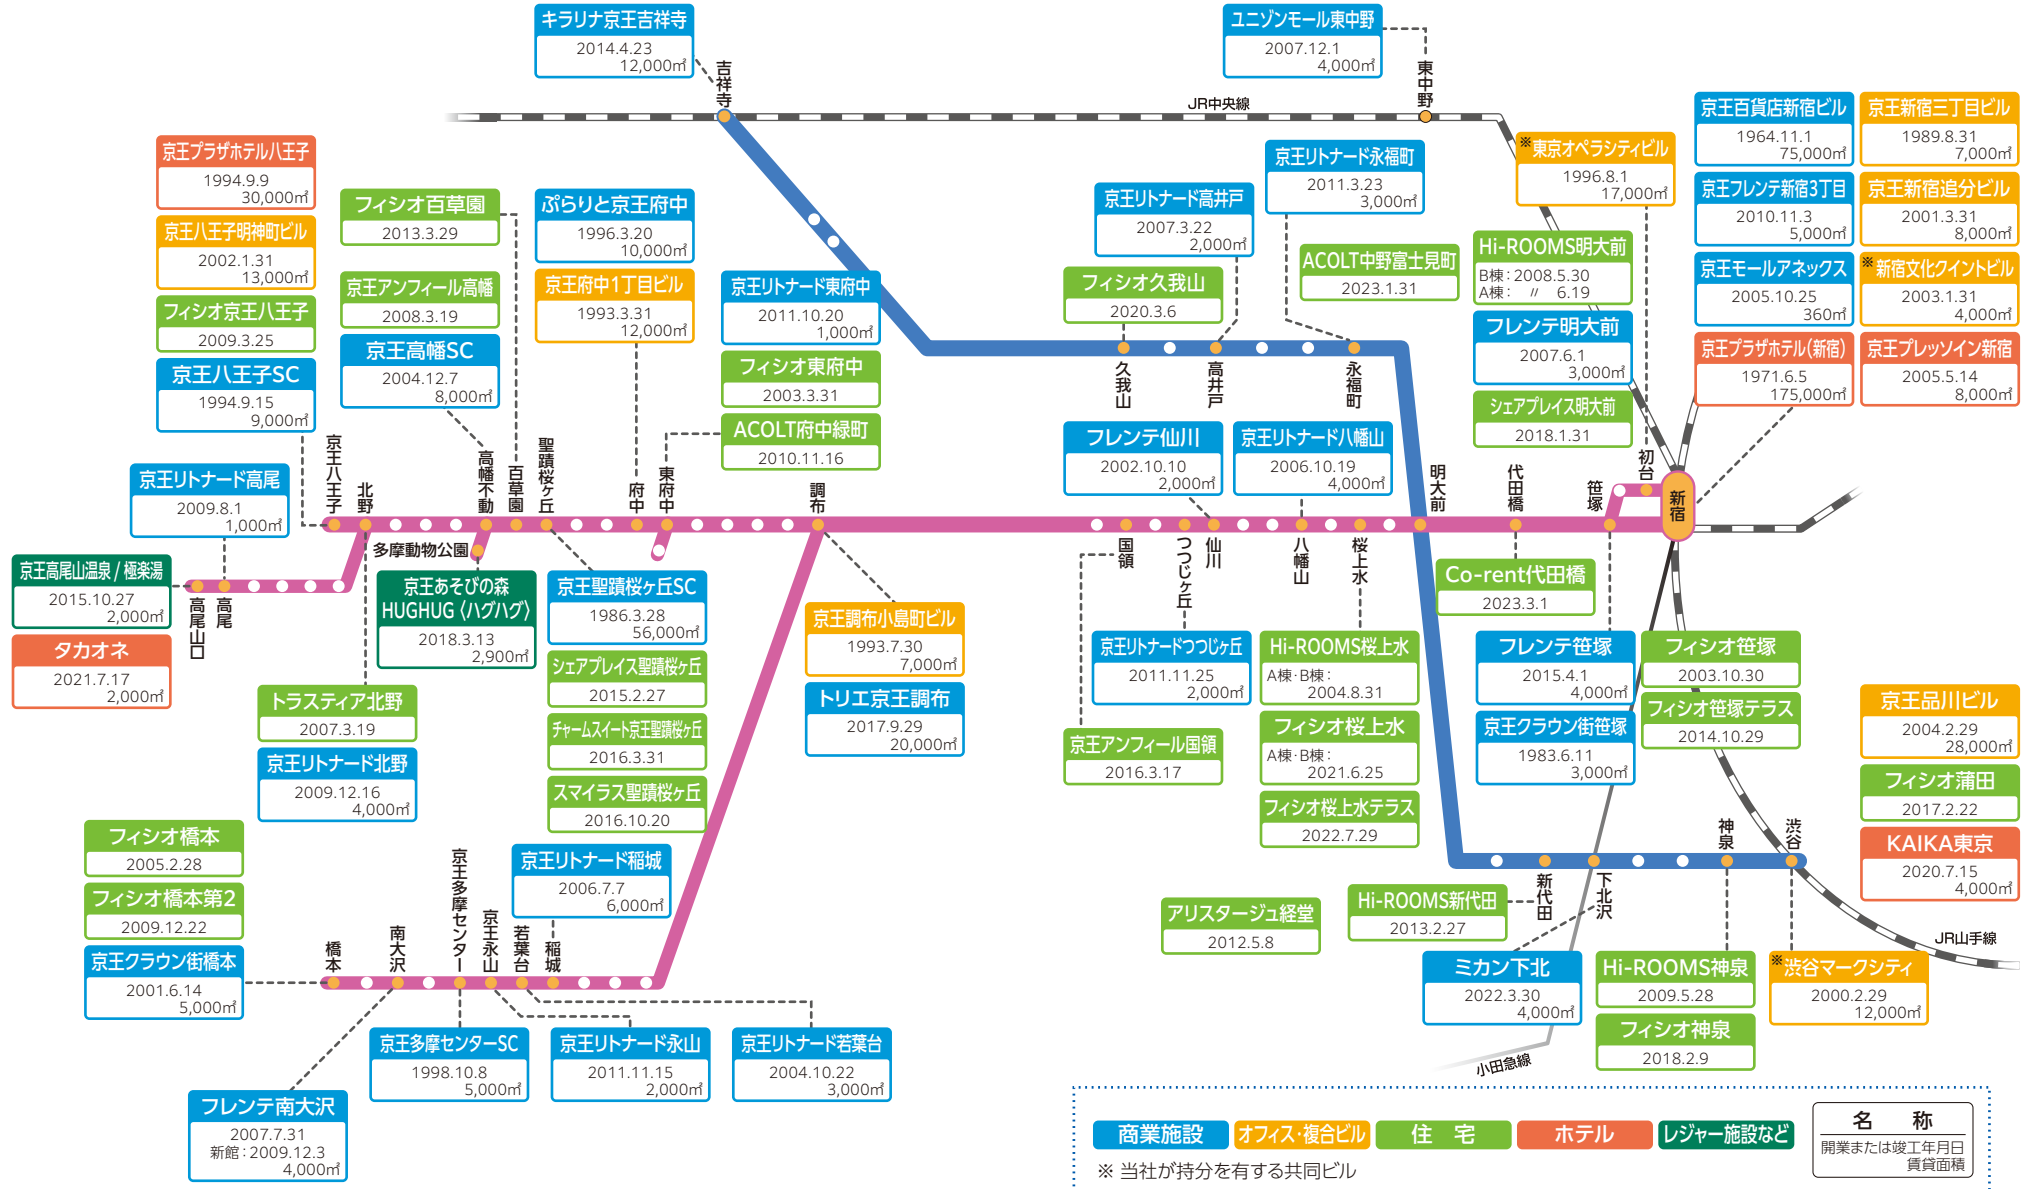 キラリナ京王吉祥寺
2014.4.23
12,000㎡
吉祥寺
JR中央線
ユニゾンモール東中野
2007.12.1
4,000㎡
東中野
京王百貨店新宿ビル
1964.11.1
75,000㎡
京王新宿三丁目ビル
1989.8.31
7,000㎡
京王フレンテ新宿3丁目
2010.11.3
5,000㎡
京王新宿追分ビル
2001.3.31
8,000㎡
京王モールアネックス
2005.10.25
360㎡
※新宿文化クイントビル
2003.1.31
4,000㎡
京王プラザホテル(新宿)
1971.6.5
175,000㎡
京王プレッソイン新宿
2005.5.14
8,000㎡
※東京オペラシティビル
1996.8.1
17,000㎡
Hi-ROOMS明大前
B棟：2008.5.30
A棟： 〃 6.19
フレンテ明大前
2007.6.1
3,000㎡
シェアプレイス明大前
2018.1.31
京王リトナード永福町
2011.3.23
3,000㎡
ACOLT中野富士見町
2023.1.31
京王リトナード高井戸
2007.3.22
2,000㎡
フィシオ久我山
2020.3.6
久我山
高井戸
永福町
京王プラザホテル八王子
1994.9.9
30,000㎡
京王八王子明神町ビル
2002.1.31
13,000㎡
フィシオ京王八王子
2009.3.25
京王八王子SC
1994.9.15
9,000㎡
フィシオ百草園
2013.3.29
京王アンフィール高幡
2008.3.19
京王高幡SC
2004.12.7
8,000㎡
ぷらりと京王府中
1996.3.20
10,000㎡
京王府中1丁目ビル
1993.3.31
12,000㎡
京王リトナード東府中
2011.10.20
1,000㎡
フィシオ東府中
2003.3.31
ACOLT府中緑町
2010.11.16
フレンテ仙川
2002.10.10
2,000㎡
京王リトナード八幡山
2006.10.19
4,000㎡
京王リトナード高尾
2009.8.1
1,000㎡
京王八王子
北野
高幡不動
百草園
聖蹟桜ヶ丘
府中
東府中
調布
国領
つつじヶ丘
仙川
八幡山
桜上水
明大前
代田橋
笹塚
初台
新宿
多摩動物公園
高尾山口
高尾
京王高尾山温泉 / 極楽湯
2015.10.27
2,000㎡
タカオネ
2021.7.17
2,000㎡
京王あそびの森
HUGHUG〈ハグハグ〉
2018.3.13
2,900㎡
トラスティア北野
2007.3.19
京王リトナード北野
2009.12.16
4,000㎡
京王聖蹟桜ヶ丘SC
1986.3.28
56,000㎡
シェアプレイス聖蹟桜ヶ丘
2015.2.27
チャームスイート京王聖蹟桜ヶ丘
2016.3.31
スマイラス聖蹟桜ヶ丘
2016.10.20
京王調布小島町ビル
1993.7.30
7,000㎡
トリエ京王調布
2017.9.29
20,000㎡
京王リトナードつつじヶ丘
2011.11.25
2,000㎡
京王アンフィール国領
2016.3.17
Hi-ROOMS桜上水
A棟·B棟：
2004.8.31
フィシオ桜上水
A棟·B棟：
2021.6.25
フィシオ桜上水テラス
2022.7.29
Co-rent代田橋
2023.3.1
フレンテ笹塚
2015.4.1
4,000㎡
京王クラウン街笹塚
1983.6.11
3,000㎡
フィシオ笹塚
2003.10.30
フィシオ笹塚テラス
2014.10.29
京王品川ビル
2004.2.29
28,000㎡
フィシオ蒲田
2017.2.22
KAIKA東京
2020.7.15
4,000㎡
フィシオ橋本
2005.2.28
フィシオ橋本第2
2009.12.22
京王クラウン街橋本
2001.6.14
5,000㎡
京王リトナード稲城
2006.7.7
6,000㎡
橋本
南大沢
京王多摩センター
京王永山
若葉台
稲城
フレンテ南大沢
2007.7.31
新館：2009.12.3
4,000㎡
京王多摩センターSC
1998.10.8
5,000㎡
京王リトナード永山
2011.11.15
2,000㎡
京王リトナード若葉台
2004.10.22
3,000㎡
アリスタージュ経堂
2012.5.8
Hi-ROOMS新代田
2013.2.27
新代田
下北沢
神泉
渋谷
JR山手線
ミカン下北
2022.3.30
4,000㎡
Hi-ROOMS神泉
2009.5.28
フィシオ神泉
2018.2.9
※渋谷マークシティ
2000.2.29
12,000㎡
小田急線
商業施設
オフィス·複合ビル
住 宅
ホテル
レジャー施設など
名 称
開業または竣工年月日
賃貸面積
※ 当社が持分を有する共同ビル